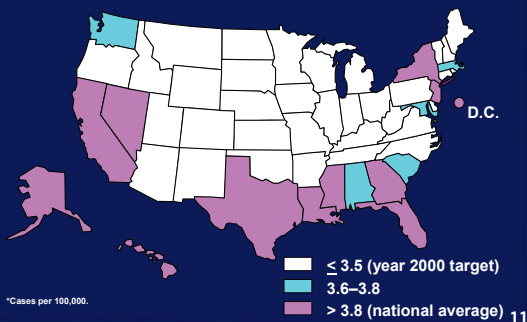 D.C.
≤ 3.5 (year 2000 target)
3.6–3.8
> 3.8 (national average)
*Cases per 100,000.
11